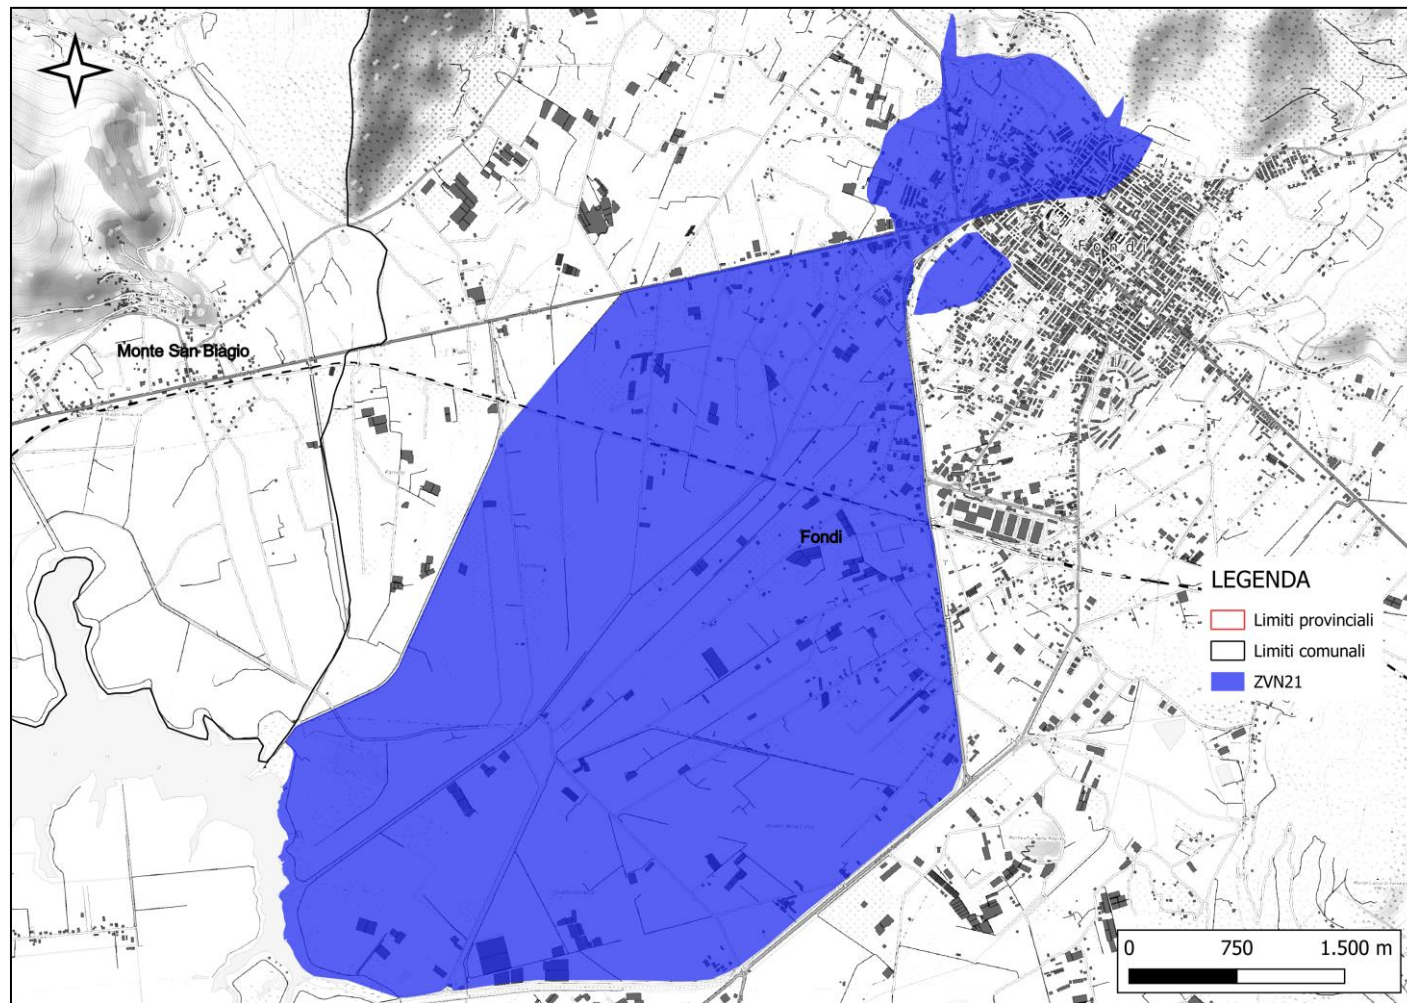 Fondi
Monte San Biagio
Fondi
LEGENDA
Limiti provinciali
Limiti comunali
ZVN21
0 750 1.500 m